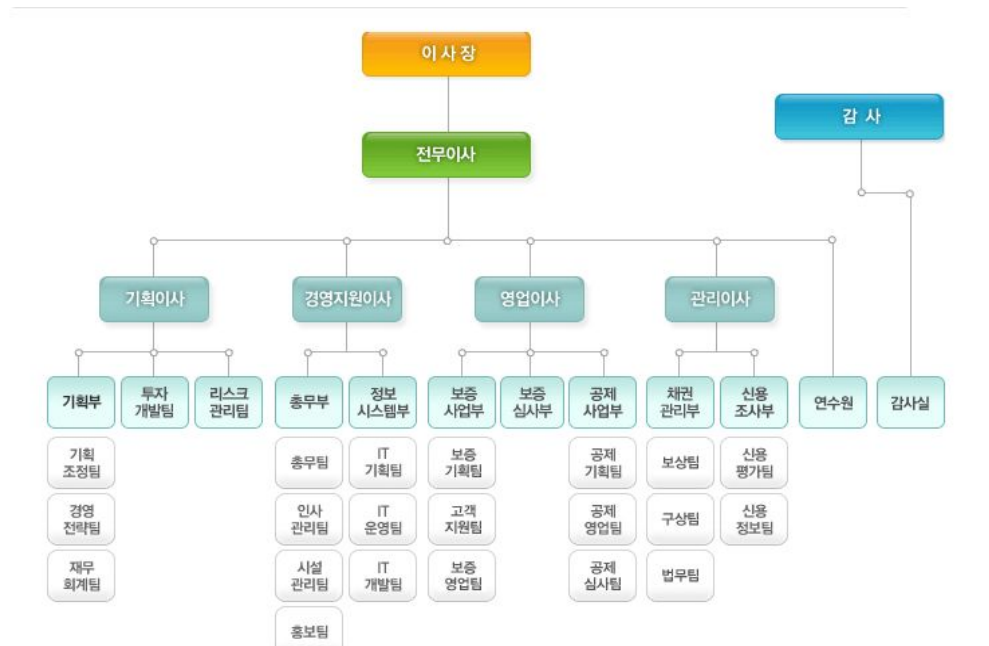 이 사 장
감 사
전무이사
기획이사
경영지원이사
영업이사
관리이사
기획부
투자
개발팀
리스크
관리팀
총무부
정보
시스템부
보증
사업부
보증
심사부
공제
사업부
채권
관리부
신용
조사부
연수원
감사실
기획
조정팀
경영
전략팀
재무
회계팀
총무팀
인사
관리팀
시설
관리팀
홍보팀
IT
기획팀
IT
운영팀
IT
개발팀
보증
기획팀
고객
지원팀
보증
영업팀
공제
기획팀
공제
영업팀
공제
심사팀
보상팀
구상팀
법무팀
신용
평가팀
신용
정보팀